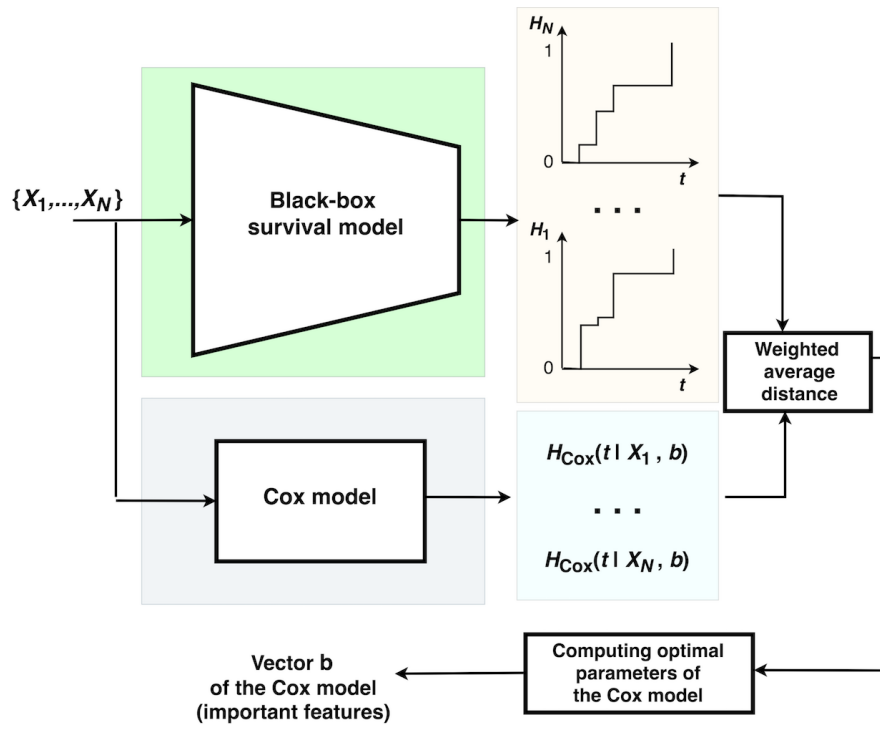 {X1,...,XN}
Black-box
survival model
HN
1
0
t
. . .
H1
1
0
t
Weighted
average
distance
Cox model
HCox(t | X1 , b)
. . .
HCox(t | XN , b)
Vector b
of the Cox model
(important features)
Computing optimal
parameters of
the Cox model